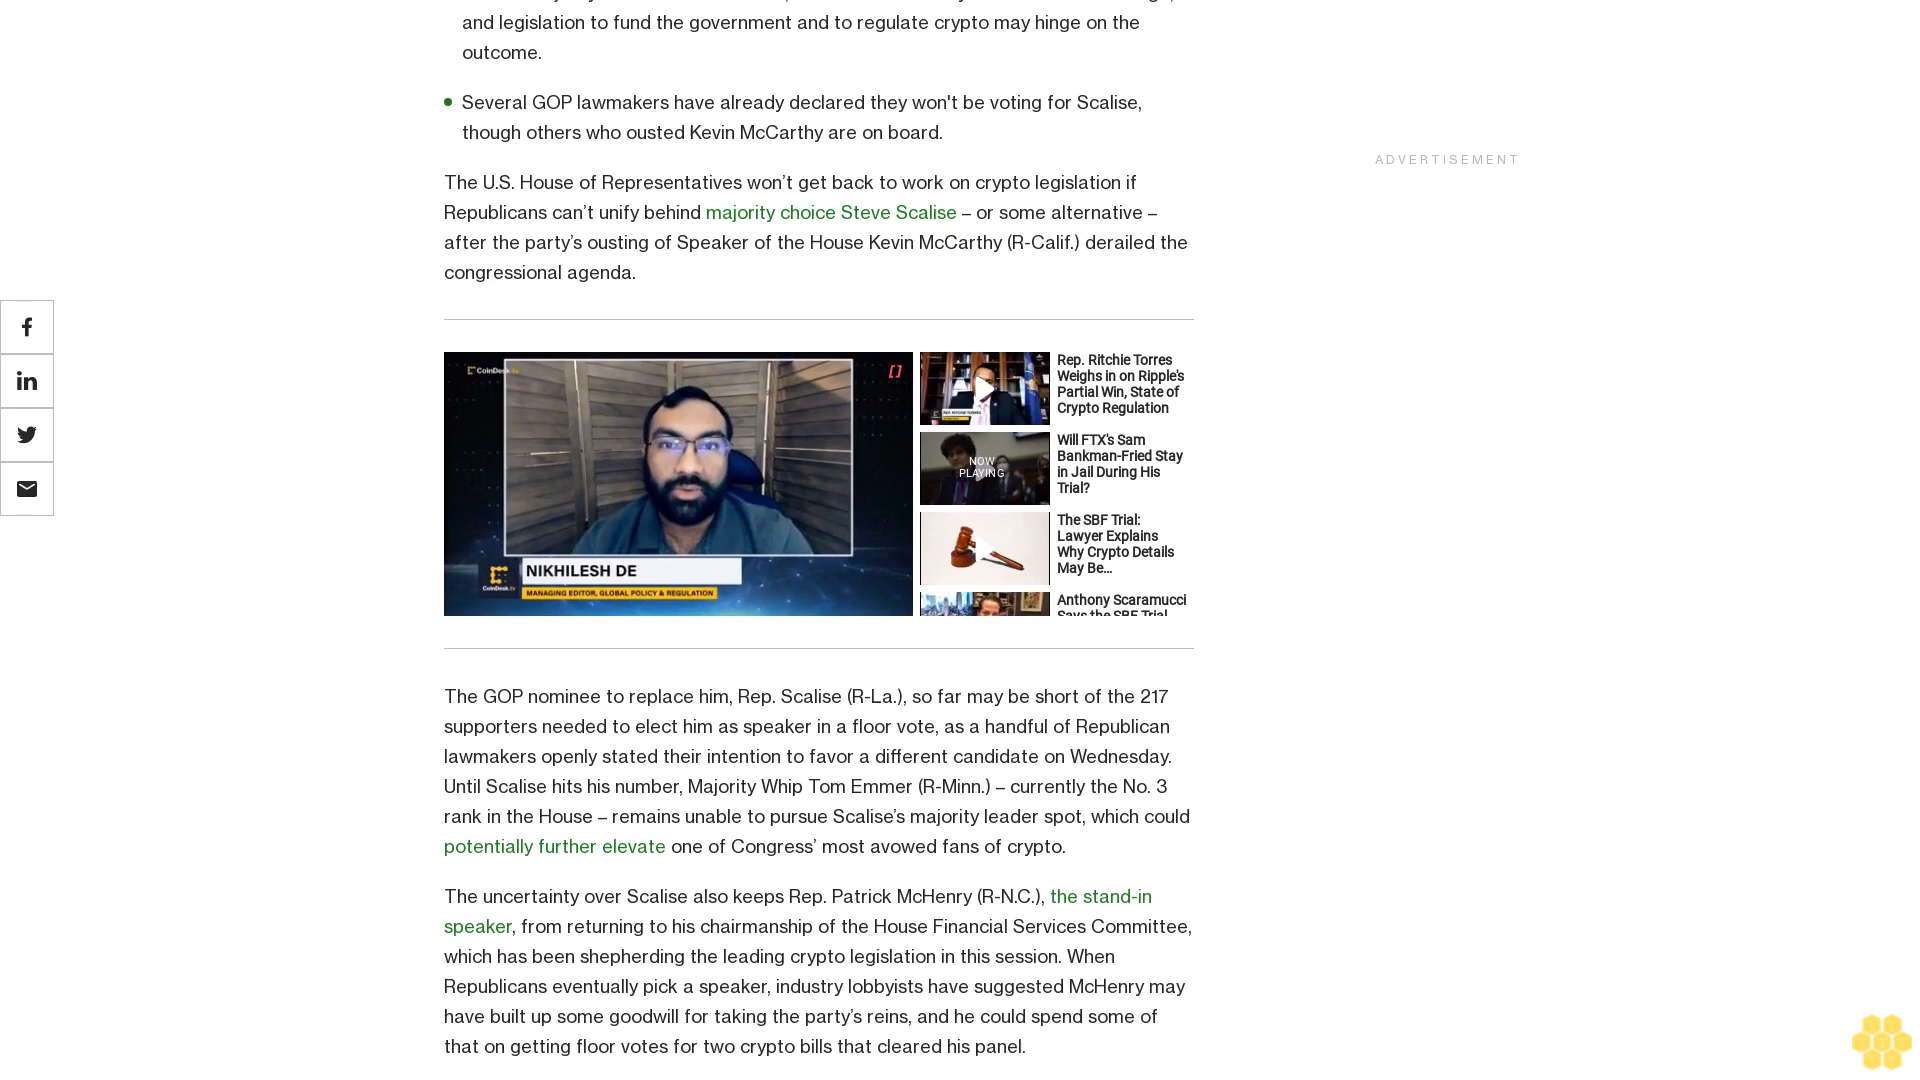 and legislation to fund the government and to regulate crypto may hinge on the
outcome.
Several GOP lawmakers have already declared they won't be voting for Scalise,
though others who ousted Kevin McCarthy are on board.
ADVERTISEMENT
The U.S. House of Representatives won’t get back to work on crypto legislation if
Republicans can’t unify behind majority choice Steve Scalise – or some alternative –
after the party’s ousting of Speaker of the House Kevin McCarthy (R-Calif.) derailed the
congressional agenda.
CoinDesk tv
NIKHILESH DE
MANAGING EDITOR, GLOBAL POLICY & REGULATION
CoinDesk tv
Rep. Ritchie Torres
Weighs in on Ripple's
Partial Win, State of
Crypto Regulation
NOW
PLAYING
Will FTX's Sam
Bankman-Fried Stay
in Jail During His
Trial?
The SBF Trial:
Lawyer Explains
Why Crypto Details
May Be...
Anthony Scaramucci
Says the SBF Trial
The GOP nominee to replace him, Rep. Scalise (R-La.), so far may be short of the 217
supporters needed to elect him as speaker in a floor vote, as a handful of Republican
lawmakers openly stated their intention to favor a different candidate on Wednesday.
Until Scalise hits his number, Majority Whip Tom Emmer (R-Minn.) – currently the No. 3
rank in the House – remains unable to pursue Scalise’s majority leader spot, which could
potentially further elevate one of Congress’ most avowed fans of crypto.
The uncertainty over Scalise also keeps Rep. Patrick McHenry (R-N.C.), the stand-in
speaker, from returning to his chairmanship of the House Financial Services Committee,
which has been shepherding the leading crypto legislation in this session. When
Republicans eventually pick a speaker, industry lobbyists have suggested McHenry may
have built up some goodwill for taking the party’s reins, and he could spend some of
that on getting floor votes for two crypto bills that cleared his panel.